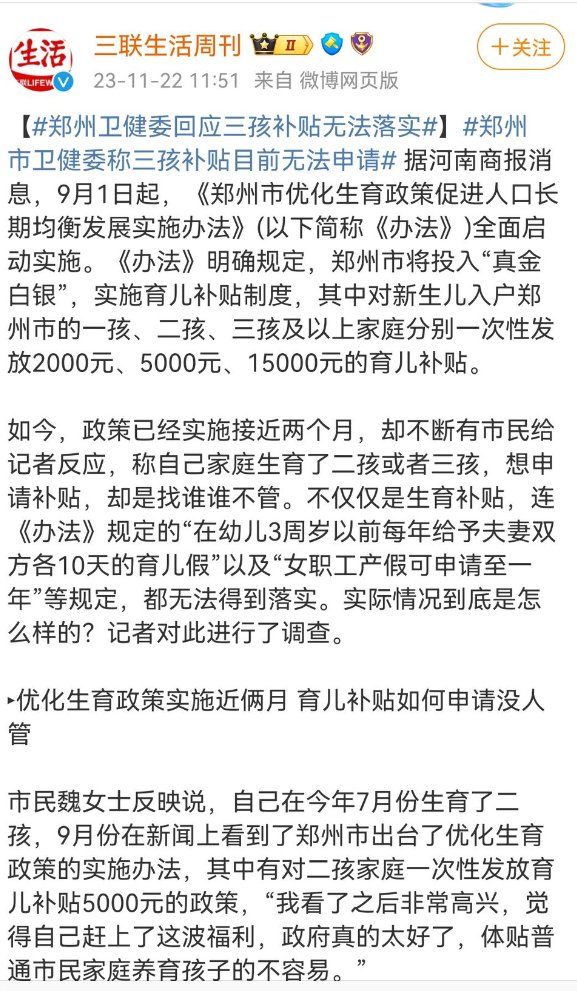 生活
LIFEW
三联生活周刊
II
+关注
23-11-22 11:51 来自 微博网页版
【#郑州卫健委回应三孩补贴无法落实#】#郑州
市卫健委称三孩补贴目前无法申请# 据河南商报消
息，9月1日起，《郑州市优化生育政策促进人口长
期均衡发展实施办法》(以下简称《办法》)全面启
动实施。《办法》明确规定，郑州市将投入“真金
白银”，实施育儿补贴制度，其中对新生儿入户郑
州市的一孩、二孩、三孩及以上家庭分别一次性发
放2000元、5000元、15000元的育儿补贴。
如今，政策已经实施接近两个月，却不断有市民给
记者反应，称自己家庭生育了二孩或者三孩，想申
请补贴，却是找谁谁不管。不仅仅是生育补贴，连
《办法》规定的“在幼儿3周岁以前每年给予夫妻双
方各10天的育儿假”以及“女职工产假可申请至一
年”等规定，都无法得到落实。实际情况到底是怎
么样的？记者对此进行了调查。
▸优化生育政策实施近俩月 育儿补贴如何申请没人
管
市民魏女士反映说，自己在今年7月份生育了二
孩，9月份在新闻上看到了郑州市出台了优化生育
政策的实施办法，其中有对二孩家庭一次性发放育
儿补贴5000元的政策，“我看了之后非常高兴，觉
得自己赶上了这波福利，政府真的太好了，体贴普
通市民家庭养育孩子的不容易。”